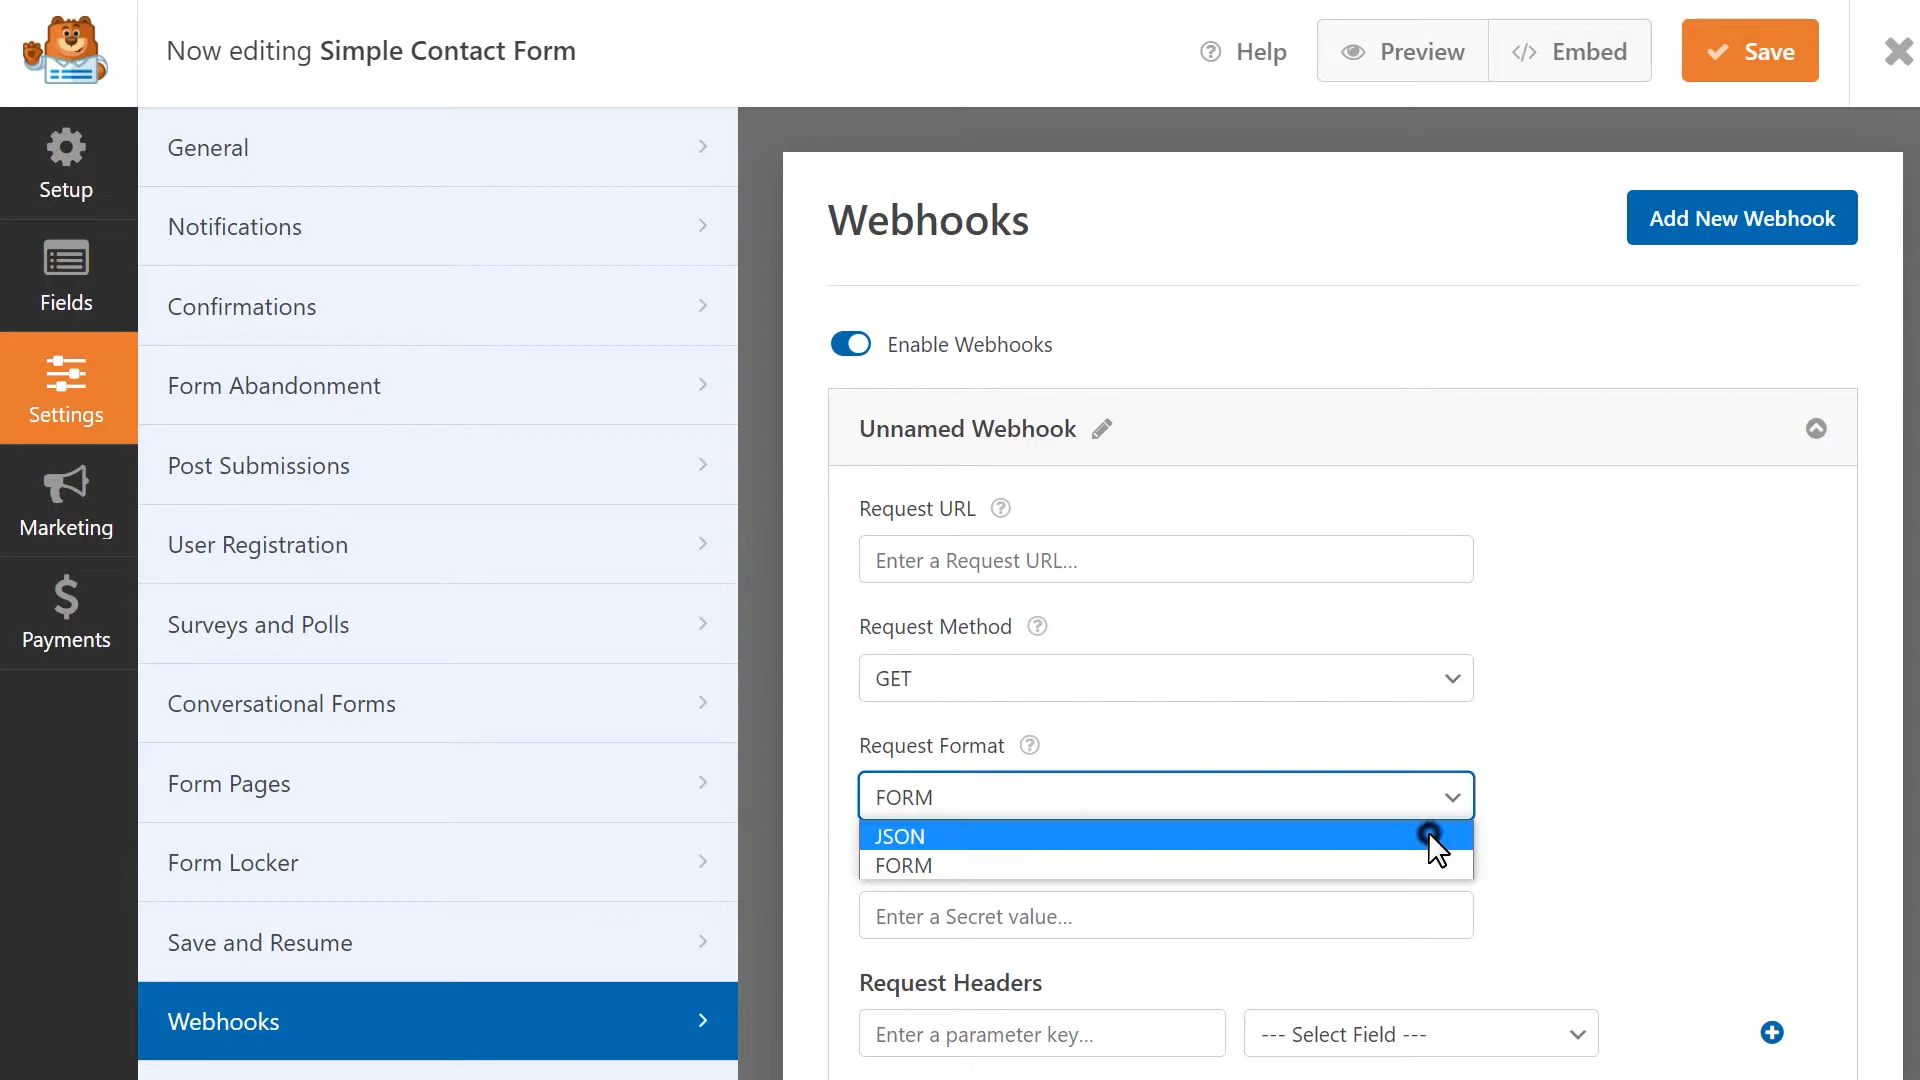 Now editing Simple Contact Form
Help
Preview
Embed
Save
Setup
Fields
Settings
Marketing
Payments
General
Notifications
Confirmations
Form Abandonment
Post Submissions
User Registration
Surveys and Polls
Conversational Forms
Form Pages
Form Locker
Save and Resume
Webhooks
Webhooks
Add New Webhook
Enable Webhooks
Unnamed Webhook
Request URL
Enter a Request URL...
Request Method
GET
Request Format
FORM
JSON
FORM
Enter a Secret value...
Request Headers
Enter a parameter key...
--- Select Field ---